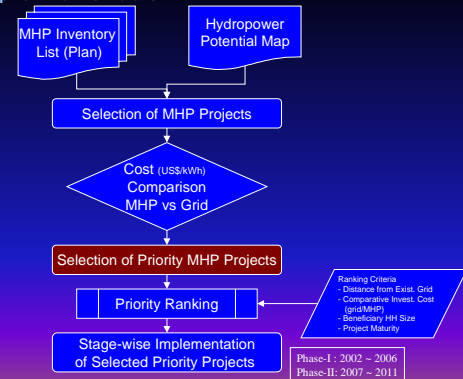 MHP Inventory
List (Plan)
Hydropower
Potential Map
Selection of MHP Projects
Cost (US$/kWh)
Comparison
MHP vs Grid
Selection of Priority MHP Projects
Priority Ranking
Ranking Criteria
- Distance from Exist. Grid
- Comparative Invest. Cost
(grid/MHP)
- Beneficiary HH Size
- Project Maturity
Stage-wise Implementation
of Selected Priority Projects
Phase-I : 2002 ~ 2006
Phase-II: 2007 ~ 2011